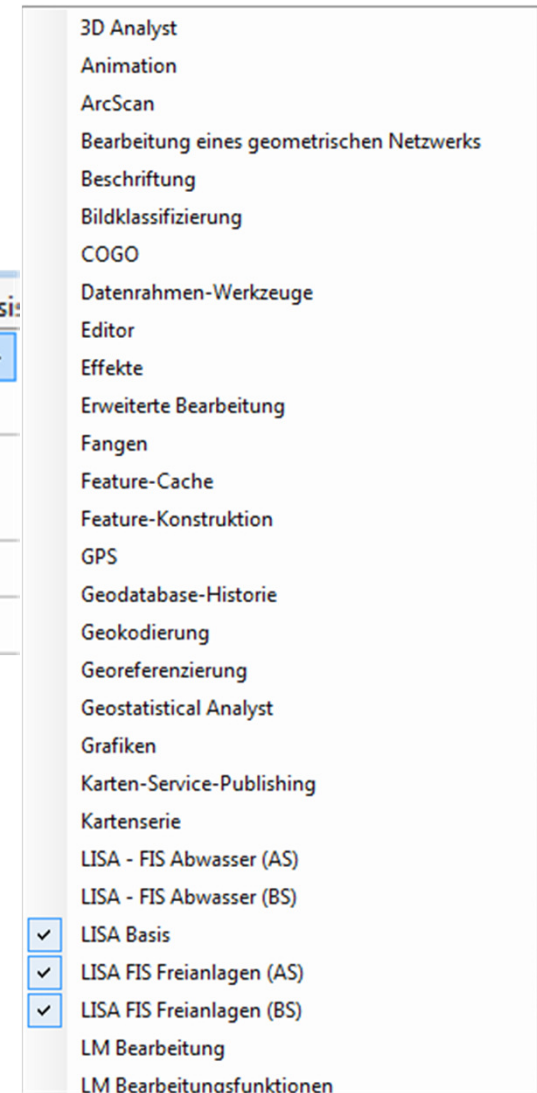 3D Analyst
Animation
ArcScan
Bearbeitung eines geometrischen Netzwerks
Beschriftung
Bildklassifizierung
COGO
Datenrahmen-Werkzeuge
Editor
Effekte
Erweiterte Bearbeitung
Fangen
Feature-Cache
Feature-Konstruktion
GPS
Geodatabase-Historie
Geokodierung
Georeferenzierung
Geostatistical Analyst
Grafiken
Karten-Service-Publishing
Kartenserie
LISA - FIS Abwasser (AS)
LISA - FIS Abwasser (BS)
LISA Basis
LISA FIS Freianlagen (AS)
LISA FIS Freianlagen (BS)
LM Bearbeitung
LM Bearbeitungsfunktionen